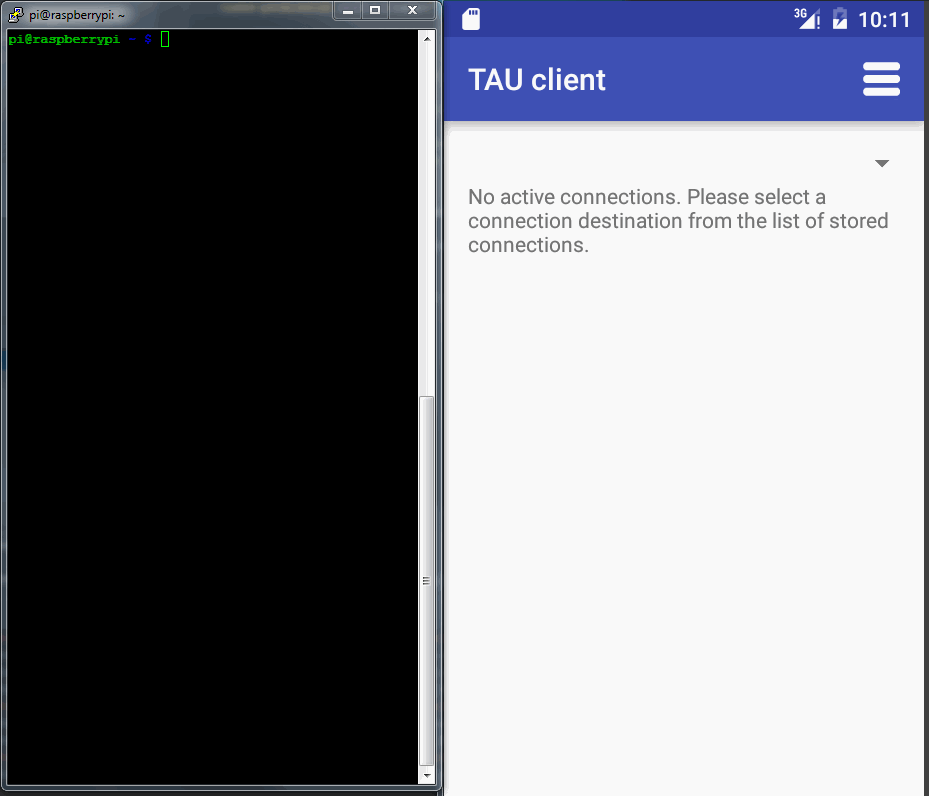 pi@raspberrypi: ~
pi@raspberrypi ~ $
3G 10:11
TAU client
No active connections. Please select a
connection destination from the list of stored
connections.